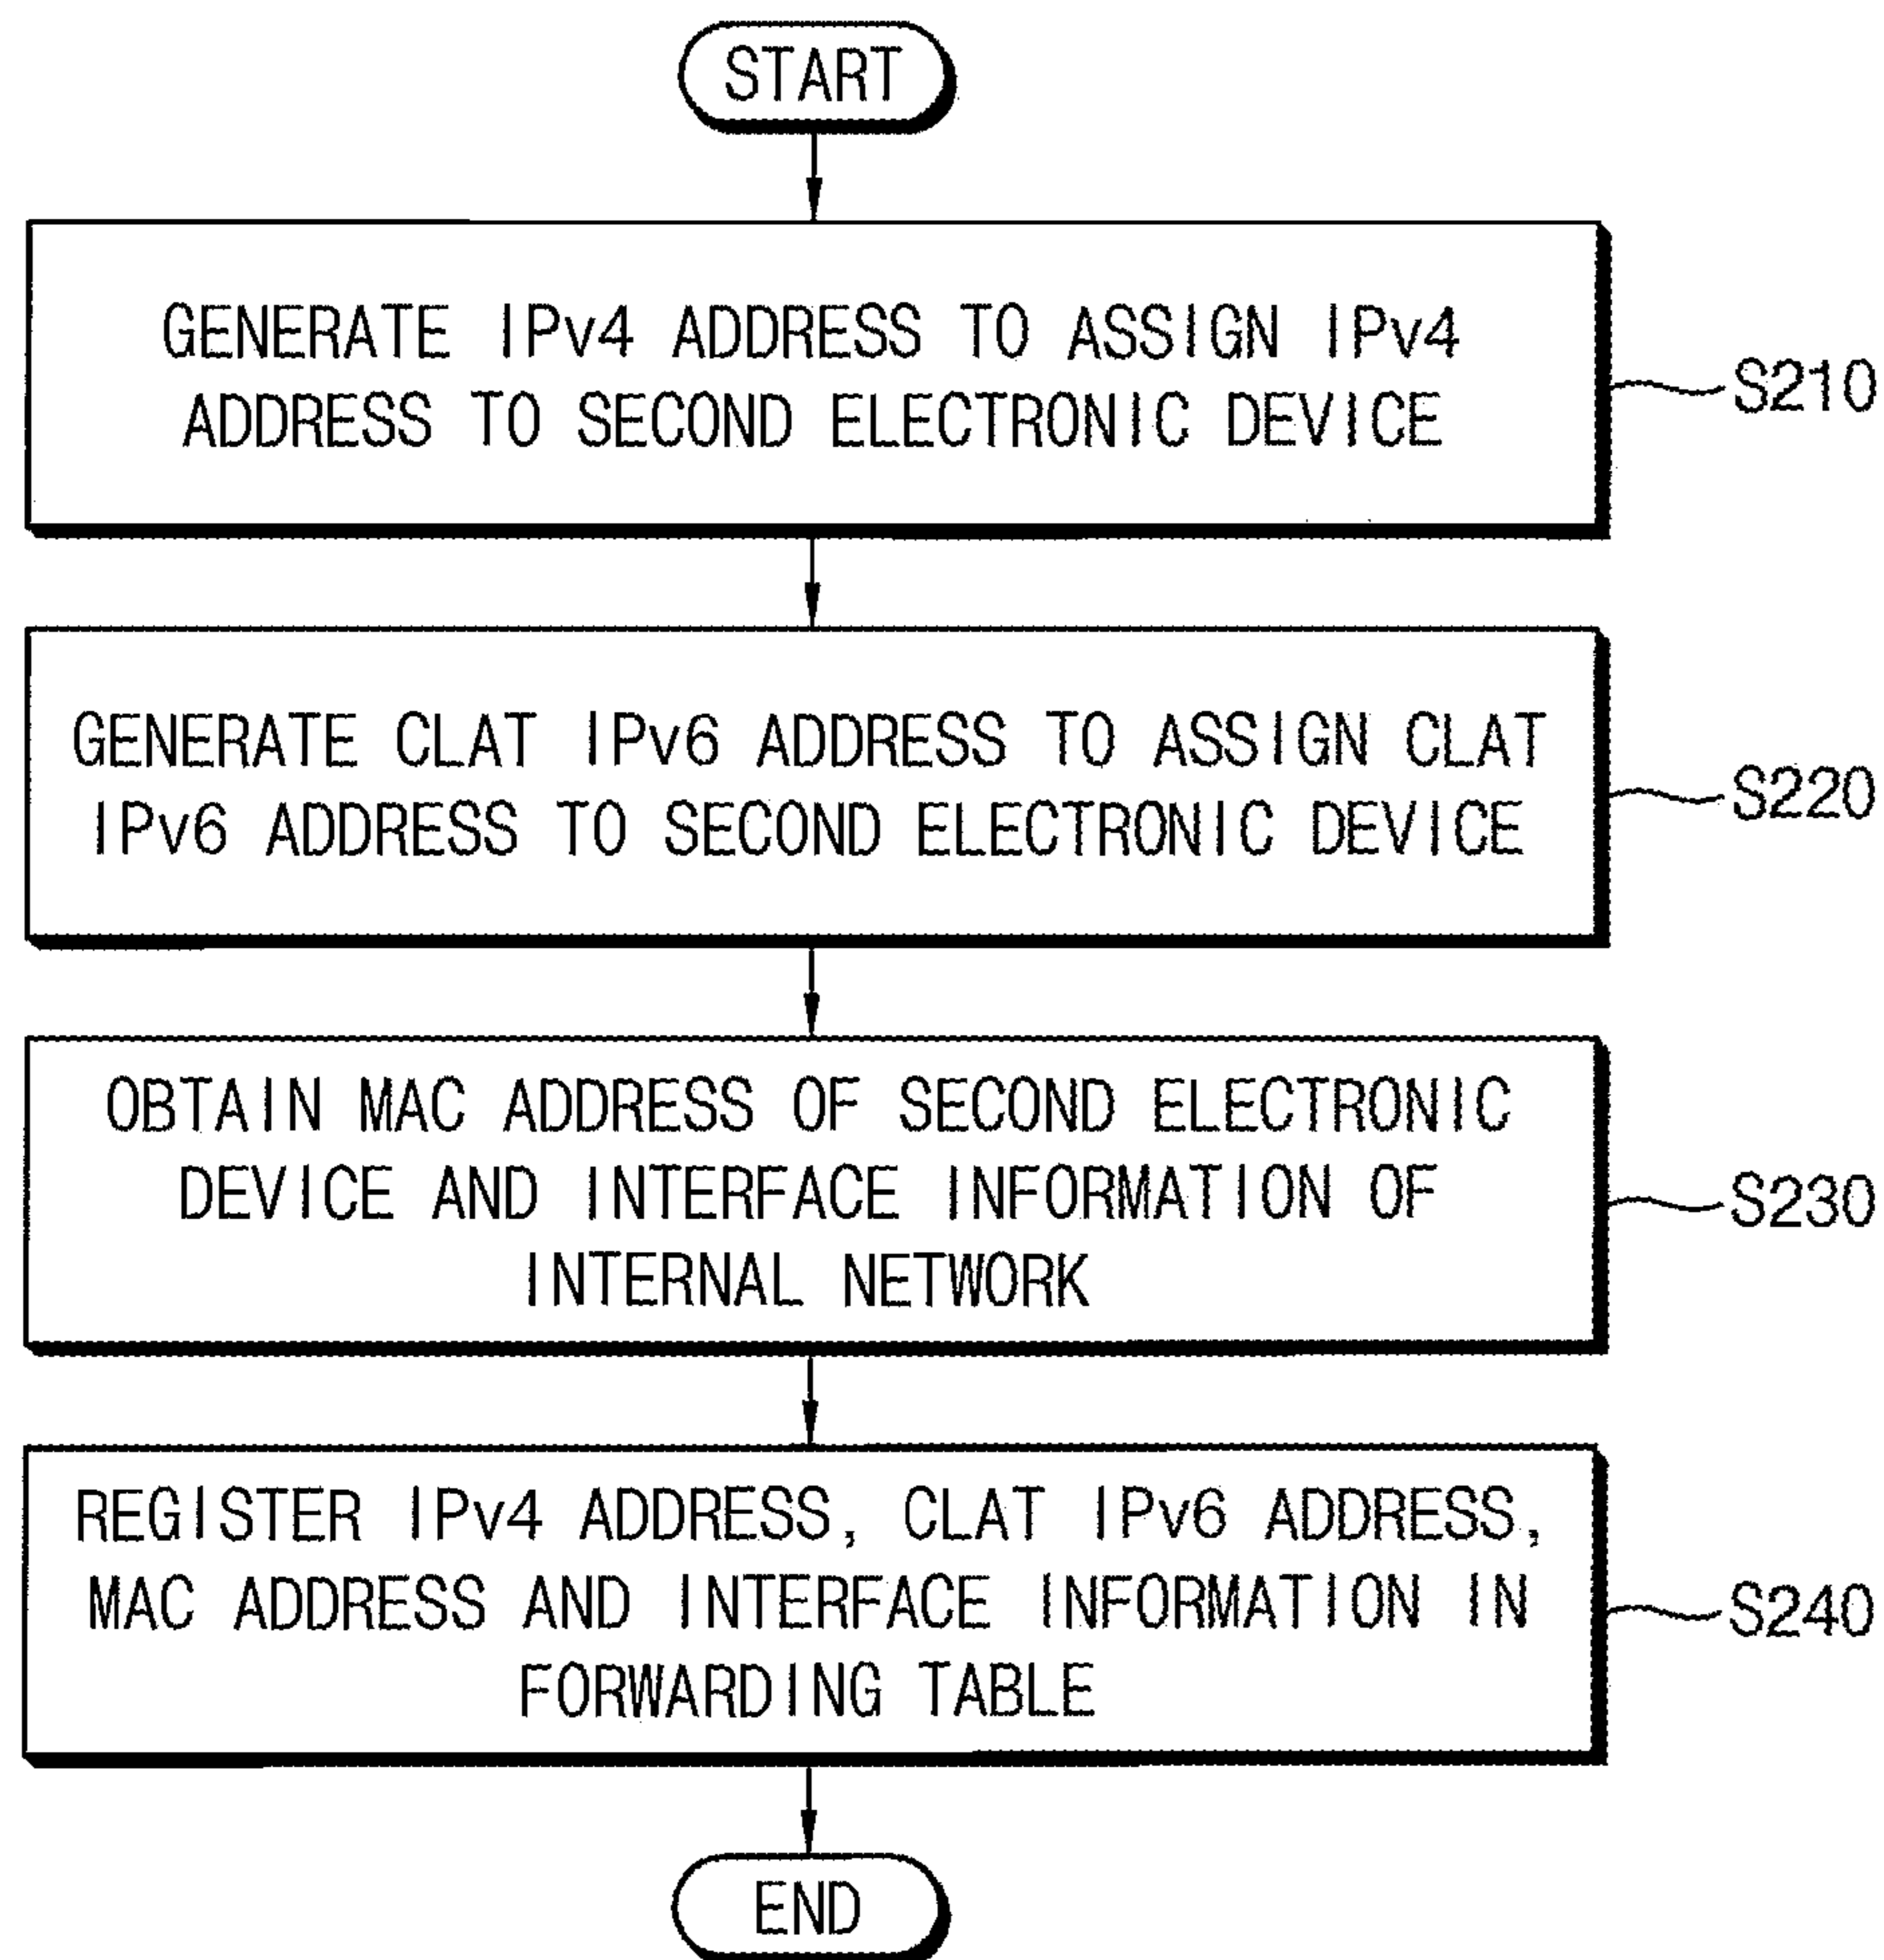 START
GENERATE IPv4 ADDRESS TO ASSIGN IPv4
ADDRESS TO SECOND ELECTRONIC DEVICE
S210
GENERATE CLAT IPv6 ADDRESS TO ASSIGN CLAT
IPv6 ADDRESS TO SECOND ELECTRONIC DEVICE
S220
OBTAIN MAC ADDRESS OF SECOND ELECTRONIC
DEVICE AND INTERFACE INFORMATION OF
INTERNAL NETWORK
S230
REGISTER IPv4 ADDRESS, CLAT IPv6 ADDRESS,
MAC ADDRESS AND INTERFACE INFORMATION IN
FORWARDING TABLE
S240
END